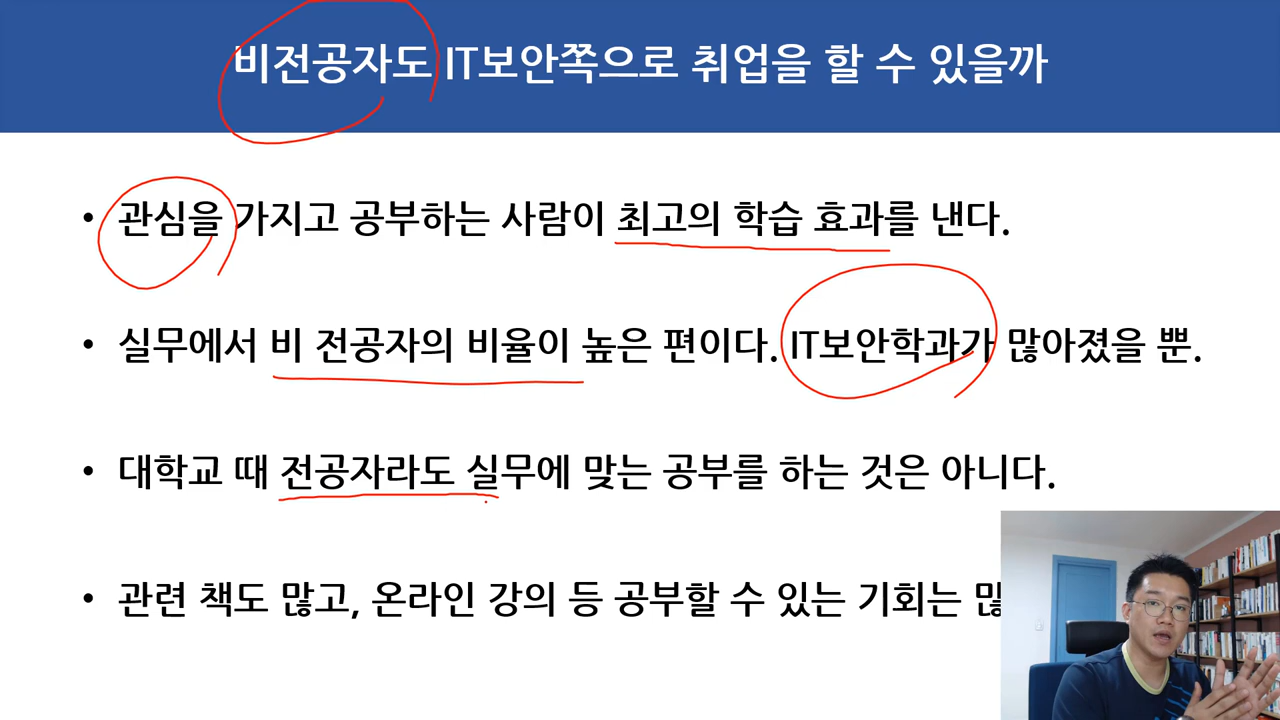 비전공자도 IT보안쪽으로 취업을 할 수 있을까
• 관심을 가지고 공부하는 사람이 최고의 학습 효과를 낸다.
• 실무에서 비 전공자의 비율이 높은 편이다. IT보안학과가 많아졌을 뿐.
• 대학교 때 전공자라도 실무에 맞는 공부를 하는 것은 아니다.
• 관련 책도 많고, 온라인 강의 등 공부할 수 있는 기회는